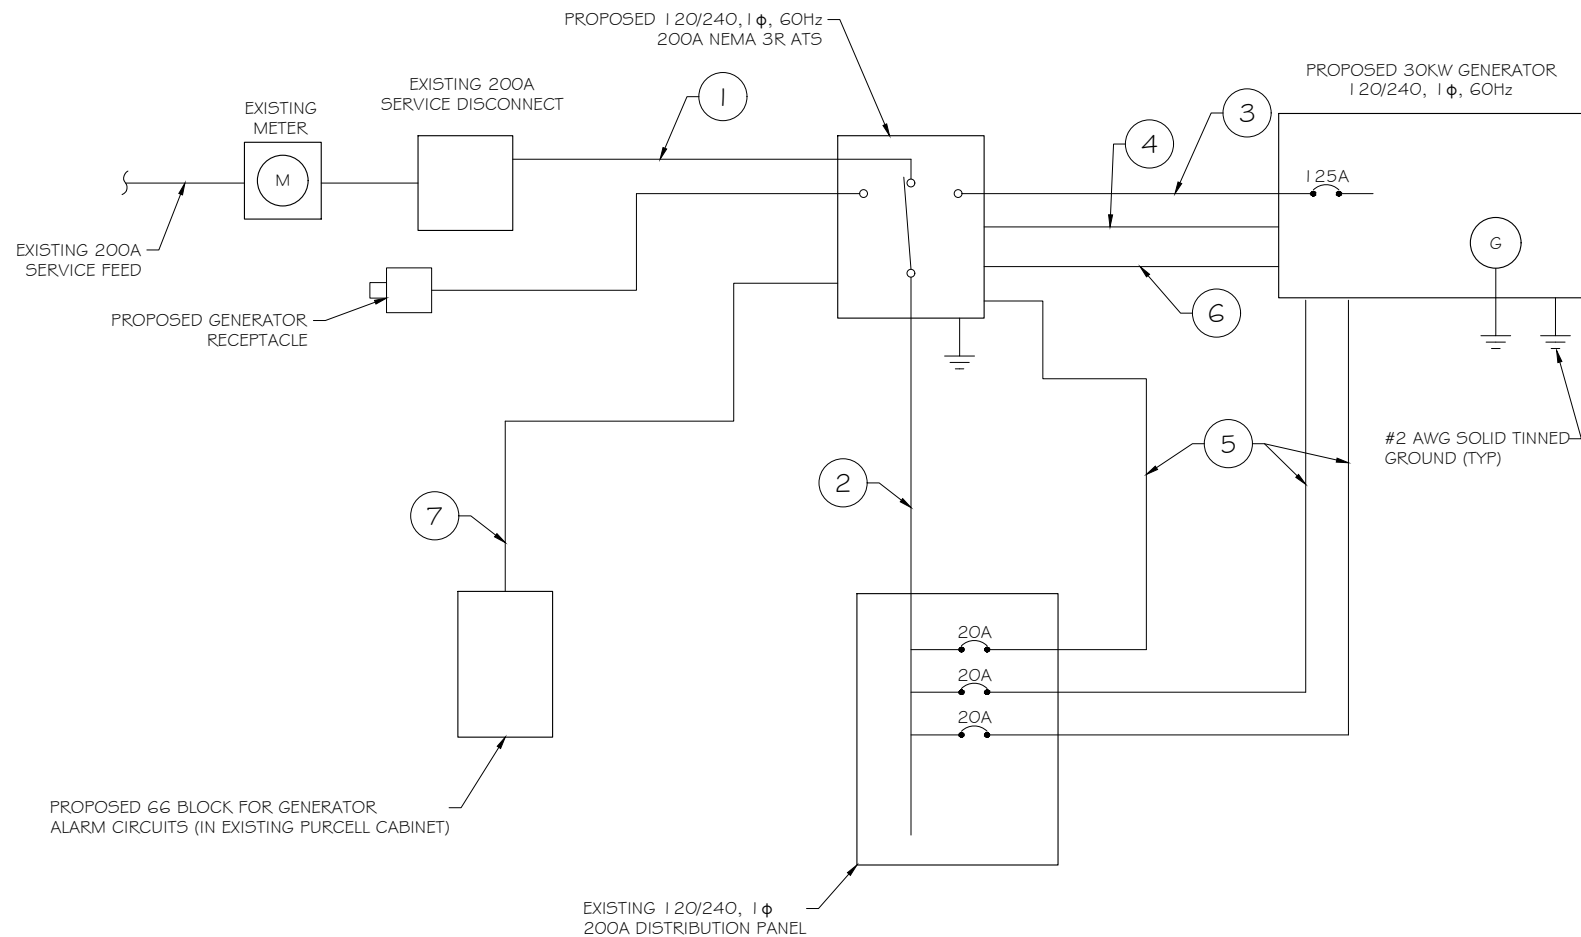 PROPOSED 120/240, 1ϕ, 60Hz
200A NEMA 3R ATS
EXISTING 200A
SERVICE DISCONNECT
1
PROPOSED 30KW GENERATOR
120/240, 1ϕ, 60Hz
EXISTING
METER
3
4
M
125A
EXISTING 200A
SERVICE FEED
G
6
PROPOSED GENERATOR
RECEPTACLE
5
#2 AWG SOLID TINNED
GROUND (TYP)
2
7
20A
20A
20A
PROPOSED 66 BLOCK FOR GENERATOR
ALARM CIRCUITS (IN EXISTING PURCELL CABINET)
EXISTING 120/240, 1ϕ
200A DISTRIBUTION PANEL